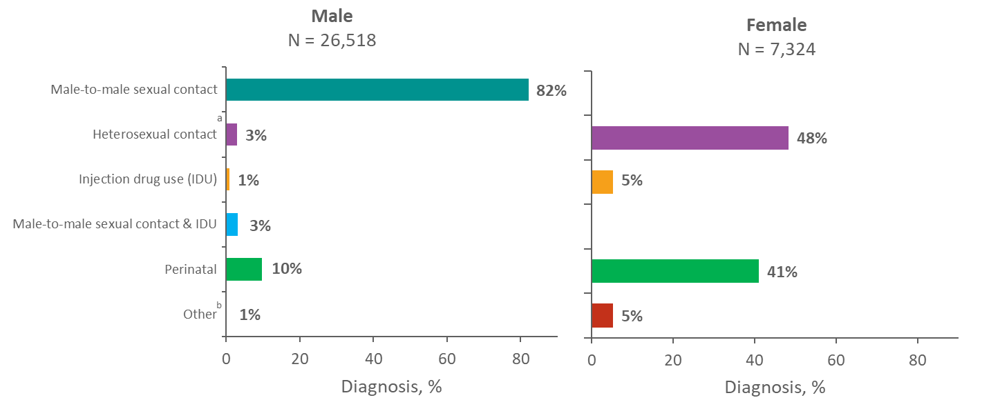 Male
N = 26,518
Female
N = 7,324
Male-to-male sexual contact
82%
Heterosexual contact a
3%
48%
Injection drug use (IDU)
1%
5%
Male-to-male sexual contact & IDU
3%
Perinatal
10%
41%
Other b
1%
5%
0 20 40 60 80
Diagnosis, %
0 20 40 60 80
Diagnosis, %